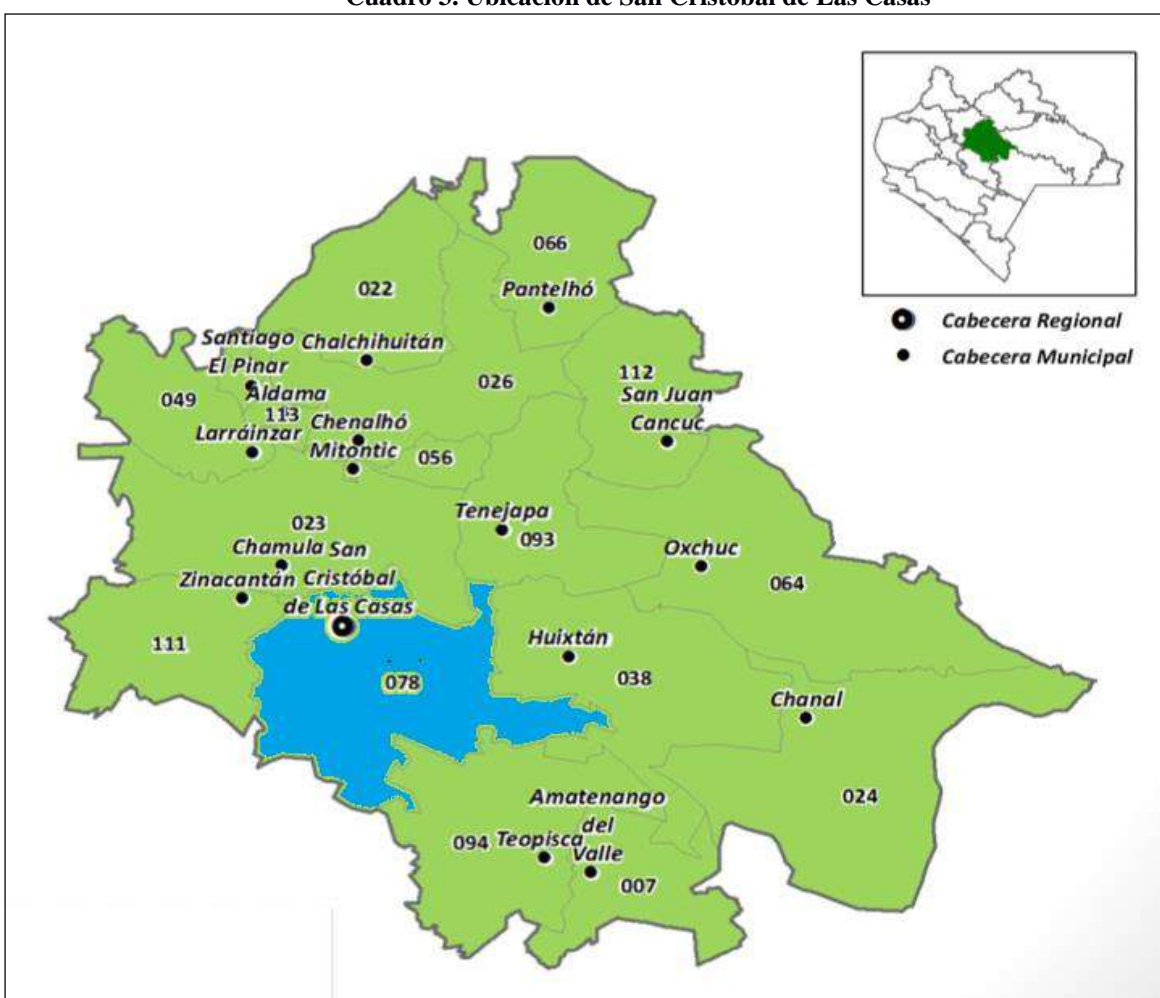 Cuadro 3. Ubicación de San Cristóbal de Las Casas
066
Pantelhó
022
Santiago
El Pinar
Chalchihuitán
Cabecera Regional
Cabecera Municipal
026
112
San Juan
Cancuc
049
Aldama
113
Chenalhó
Larráinzar
Mitontic
056
Tenejapa
093
023
Chamula
San
Cristóbal
de Las Casas
Zinacantán
Oxchuc
064
111
Huixtán
038
078
Chanal
024
Amatenango
del
Valle
094
Teopisca
007